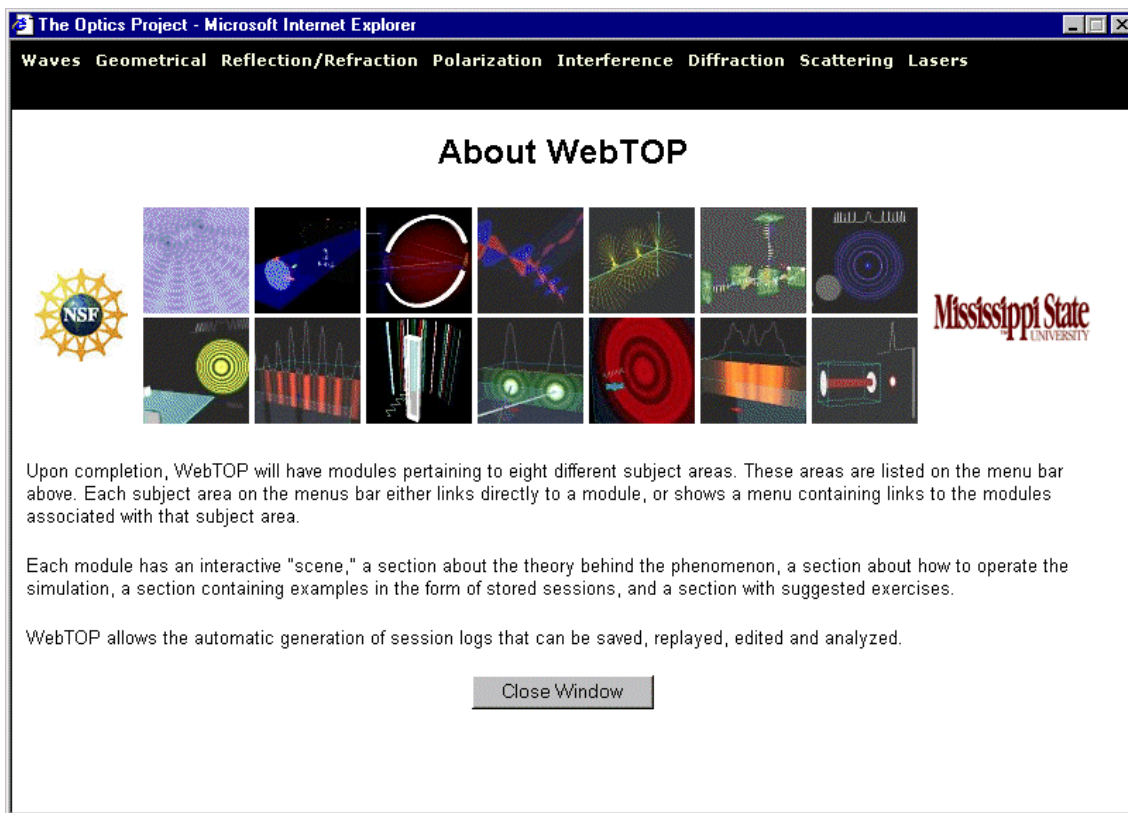 The Optics Project - Microsoft Internet Explorer
Waves Geometrical Reflection/Refraction Polarization Interference Diffraction Scattering Lasers
About WebTOP
NSF
Mississippi State
UNIVERSITY
Upon completion, WebTOP will have modules pertaining to eight different subject areas. These areas are listed on the menu bar
above. Each subject area on the menus bar either links directly to a module, or shows a menu containing links to the modules
associated with that subject area.
Each module has an interactive "scene," a section about the theory behind the phenomenon, a section about how to operate the
simulation, a section containing examples in the form of stored sessions, and a section with suggested exercises.
WebTOP allows the automatic generation of session logs that can be saved, replayed, edited and analyzed.
Close Window